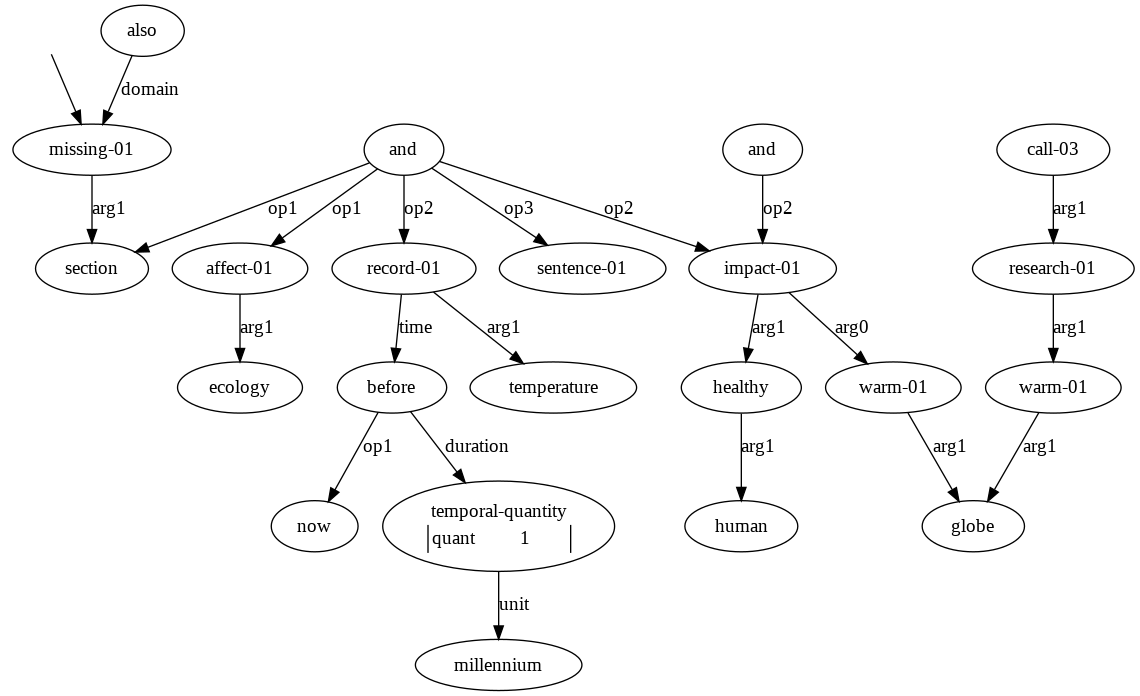 also
domain
missing-01
and
and
call-03
arg1
op1
op1
op2
op3
op2
op2
arg1
section
affect-01
record-01
sentence-01
impact-01
research-01
arg1
time
arg1
arg1
arg0
arg1
ecology
before
temperature
healthy
warm-01
warm-01
op1
duration
arg1
arg1
arg1
now
temporal-quantity
quant 1
human
globe
unit
millennium